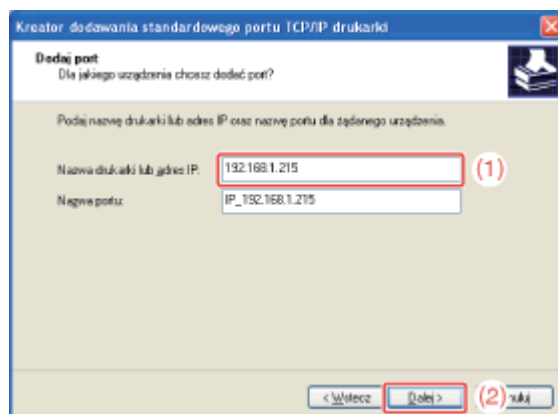 Kreator dodawania standardowego portu TCP/IP drukarki
Dodaj port
Dla jakiego urządzenia chcesz dodać port?
Podaj nazwę drukarki lub adres IP oraz nazwę portu dla żądanego urządzenia.
Nazwa drukarki lub adres IP: 192.168.1.215 (1)
Nazwa portu: IP_192.168.1.215
< Wstecz Dalej > (2) nuluj